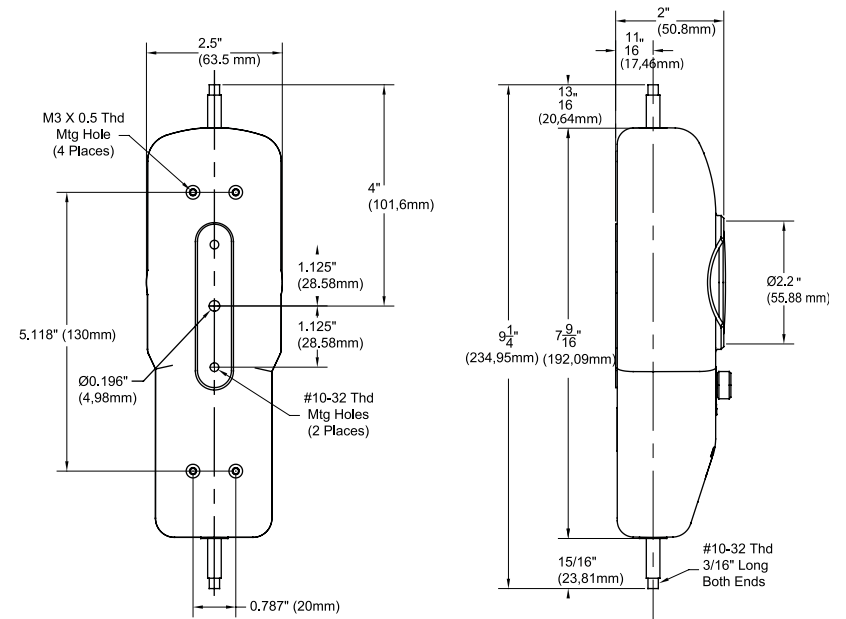 2.5"
(63.5 mm)
M3 X 0.5 Thd
Mtg Hole
(4 Places)
4"
(101,6mm)
1.125"
(28.58mm)
5.118" (130mm)
1.125"
(28.58mm)
Ø0.196"
(4,98mm)
#10-32 Thd
Mtg Holes
(2 Places)
0.787" (20mm)
2"
(50.8mm)
11"
16
(17,46mm)
13"
16
(20,64mm)
Ø2.2"
(55.88 mm)
9 1/4"
(234,95mm)
7 9/16"
(192,09mm)
15/16"
(23,81mm)
#10-32 Thd
3/16" Long
Both Ends